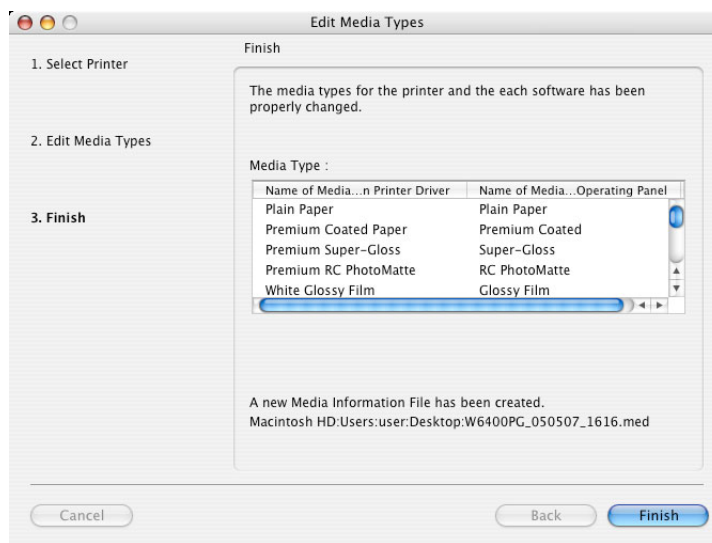 Edit Media Types
1. Select Printer
2. Edit Media Types
3. Finish
Finish
The media types for the printer and the each software has been
properly changed.
Media Type :
Name of Media...n Printer Driver Name of Media...Operating Panel
Plain Paper Plain Paper
Premium Coated Paper Premium Coated
Premium Super-Gloss Super-Gloss
Premium RC PhotoMatte RC PhotoMatte
White Glossy Film Glossy Film
A new Media Information File has been created.
Macintosh HD:Users:user:Desktop:W6400PG_050507_1616.med
Cancel Back Finish